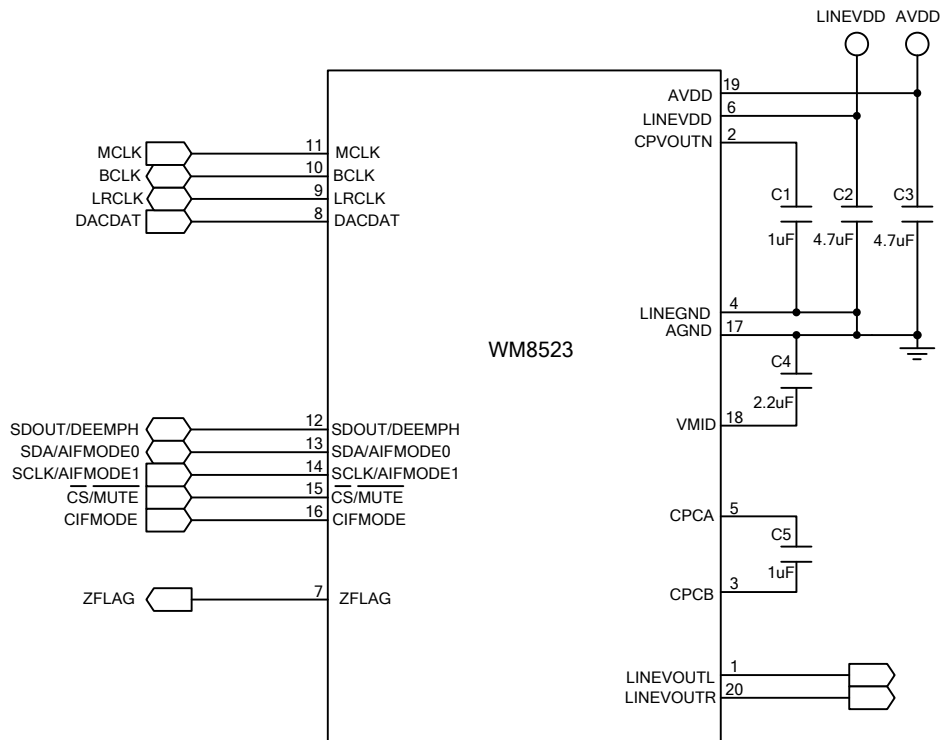 LINEVDD AVDD
19
AVDD
6
LINEVDD
2
CPVOUTN
MCLK 11 MCLK
BCLK 10 BCLK
LRCLK 9 LRCLK
DACDAT 8 DACDAT
C1 C2 C3
1uF 4.7uF 4.7uF
LINEGND 4
AGND 17
WM8523
C4
2.2uF
VMID 18
SDOUT/DEEMPH 12 SDOUT/DEEMPH
SDA/AIFMODE0 13 SDA/AIFMODE0
SCLK/AIFMODE1 14 SCLK/AIFMODE1
CS/MUTE 15 CS/MUTE
CIFMODE 16 CIFMODE
CPCA 5
C5
1uF
CPCB 3
ZFLAG 7 ZFLAG
LINEVOUTL 1
LINEVOUTR 20